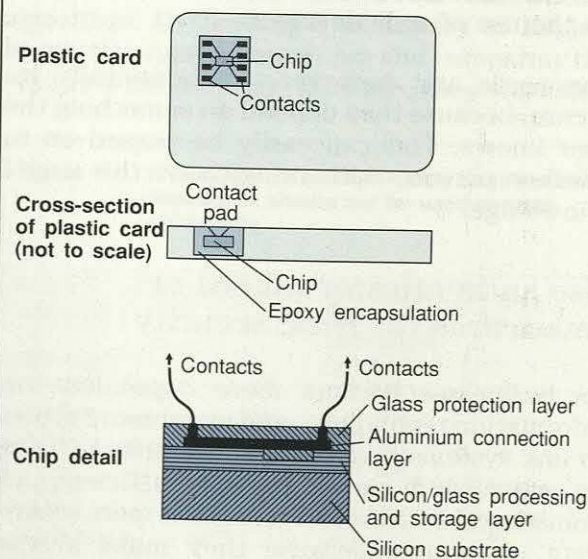 Plastic card
Chip
Contacts
Contact
pad
Cross-section
of plastic card
(not to scale)
Chip
Epoxy encapsulation
Contacts
Contacts
Glass protection layer
Aluminium connection
layer
Chip detail
Silicon/glass processing
and storage layer
Silicon substrate